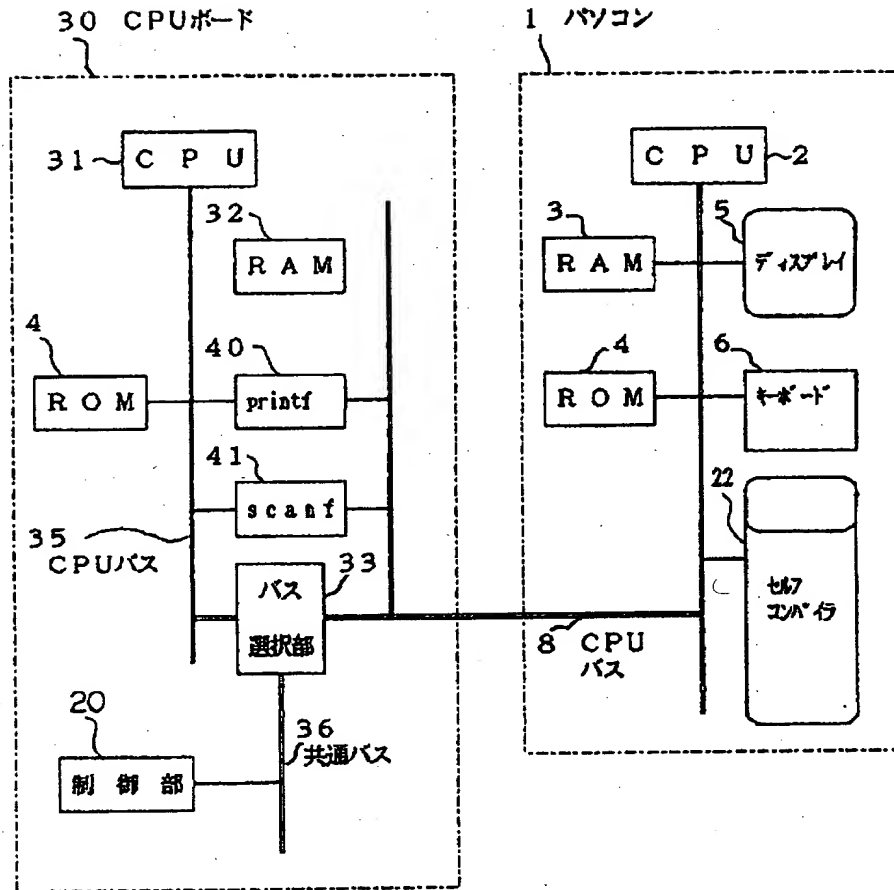 30 CPUボード
31
CPU
32
RAM
4
ROM
40
printf
41
scanf
35
CPUバス
33
バス
選択部
20
制御部
36
共通バス
1 パソコン
CPU
2
3
RAM
5
ディスプレイ
4
ROM
6
キーボード
22
セルフ
コンパイラ
8 CPU
バス